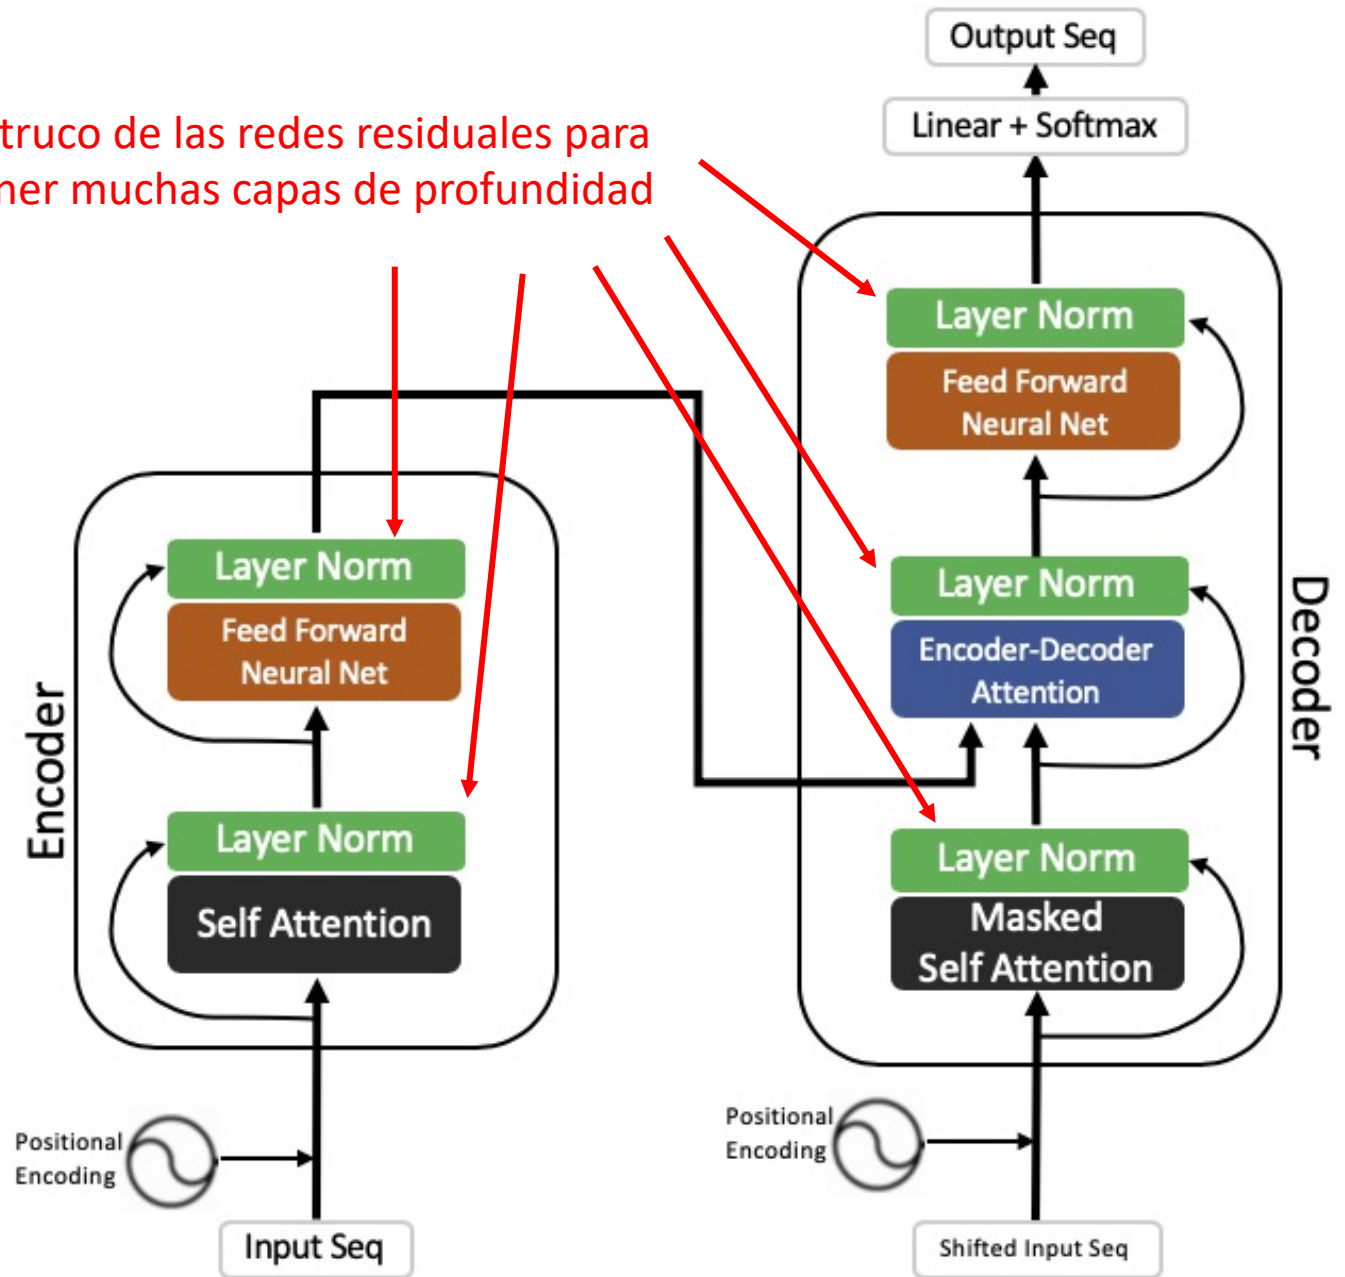 truco de las redes residuales para
ner muchas capas de profundidad
Output Seq
Linear + Softmax
Layer Norm
Feed Forward
Neural Net
Layer Norm
Encoder-Decoder
Attention
Layer Norm
Masked
Self Attention
Decoder
Positional
Encoding
Shifted Input Seq
Encoder
Layer Norm
Feed Forward
Neural Net
Layer Norm
Self Attention
Positional
Encoding
Input Seq